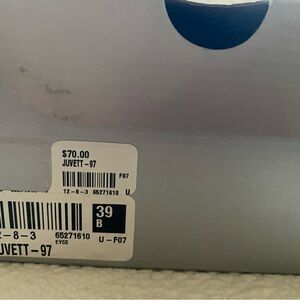 $70.00
JUVETT-97
F07
12-8-3 65271610 U
39
B
2-8-3 65271610 U-F07
EYCE
UVETT-97